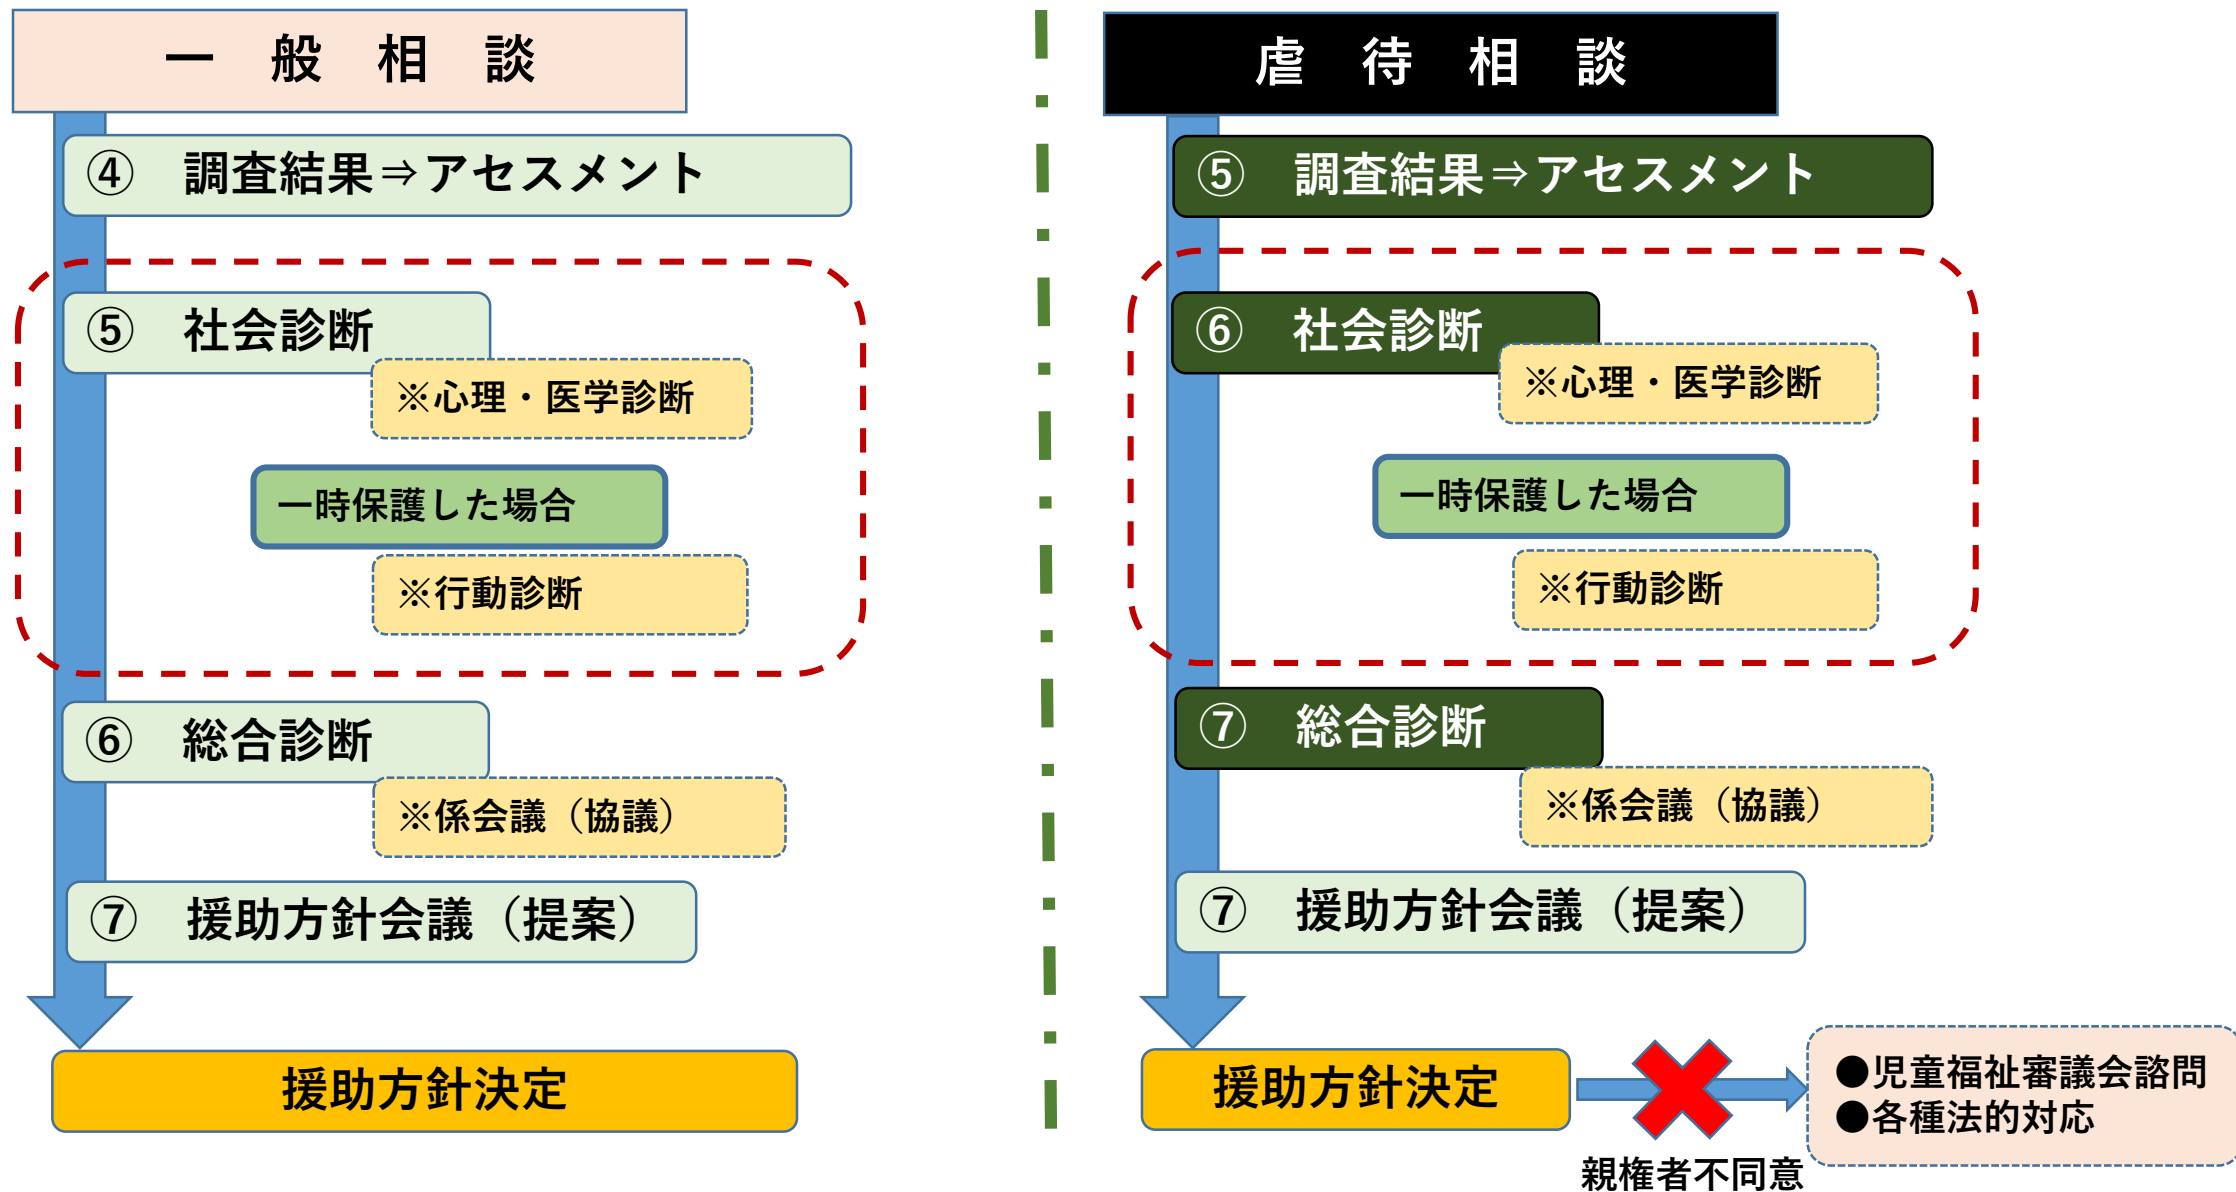 一　般　相　談
④　調査結果⇒アセスメント
⑤　社会診断
※心理・医学診断
一時保護した場合
※行動診断
⑥　総合診断
※係会議（協議）
⑦　援助方針会議（提案）
援助方針決定
虐　待　相　談
⑤　調査結果⇒アセスメント
⑥　社会診断
※心理・医学診断
一時保護した場合
※行動診断
⑦　総合診断
※係会議（協議）
⑦　援助方針会議（提案）
援助方針決定
親権者不同意
●児童福祉審議会諮問
●各種法的対応